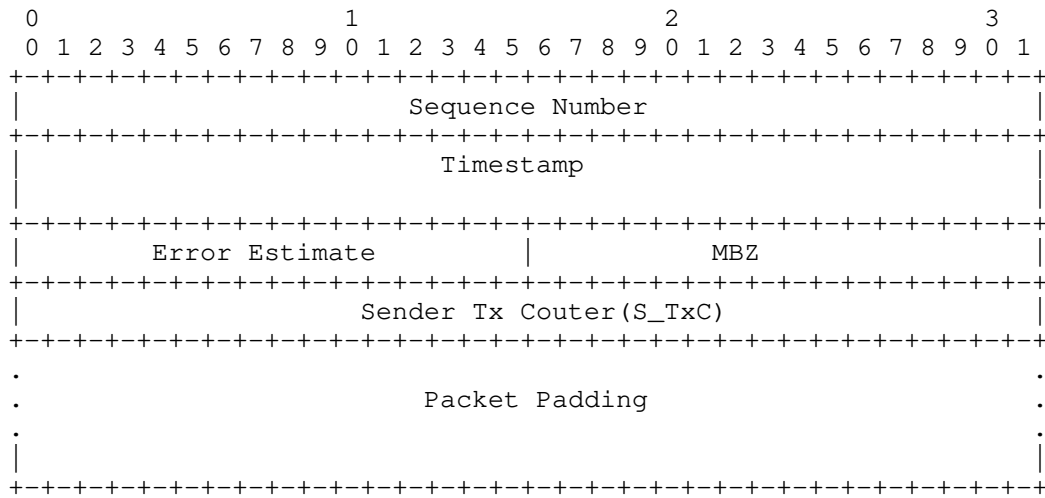 0                   1                   2                   3
0 1 2 3 4 5 6 7 8 9 0 1 2 3 4 5 6 7 8 9 0 1 2 3 4 5 6 7 8 9 0 1
Sequence Number
Timestamp
Error Estimate MBZ
Sender Tx Couter(S_TxC)
Packet Padding